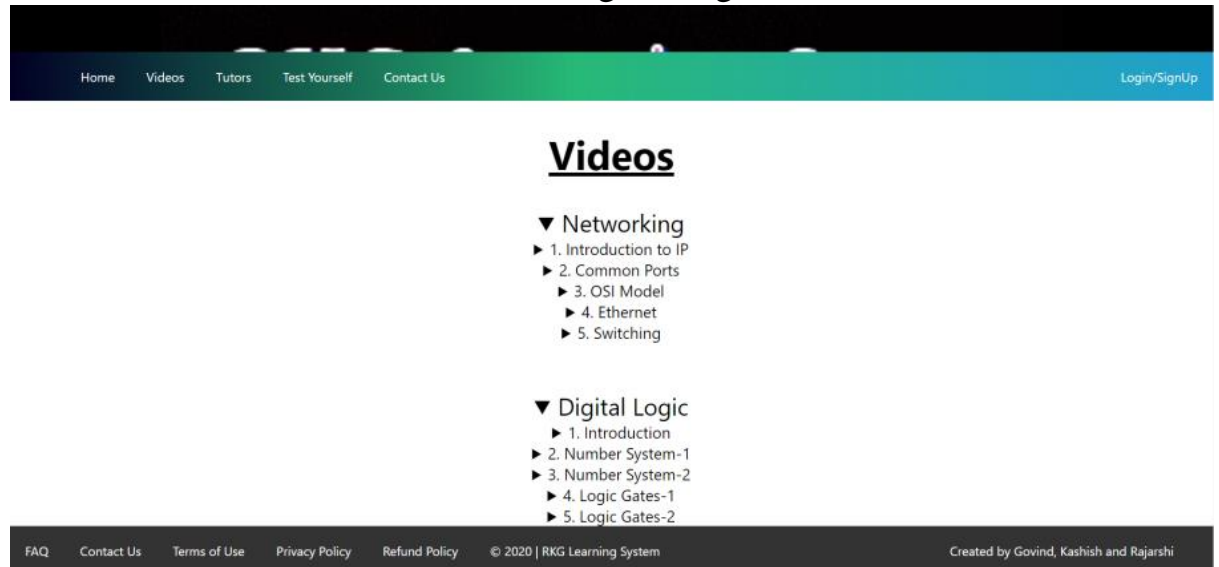 Home Videos Tutors Test Yourself Contact Us Login/SignUp
Videos
▼ Networking
▶ 1. Introduction to IP
▶ 2. Common Ports
▶ 3. OSI Model
▶ 4. Ethernet
▶ 5. Switching
▼ Digital Logic
▶ 1. Introduction
▶ 2. Number System-1
▶ 3. Number System-2
▶ 4. Logic Gates-1
▶ 5. Logic Gates-2
FAQ Contact Us Terms of Use Privacy Policy Refund Policy © 2020 | RKG Learning System Created by Govind, Kashish and Rajarshi